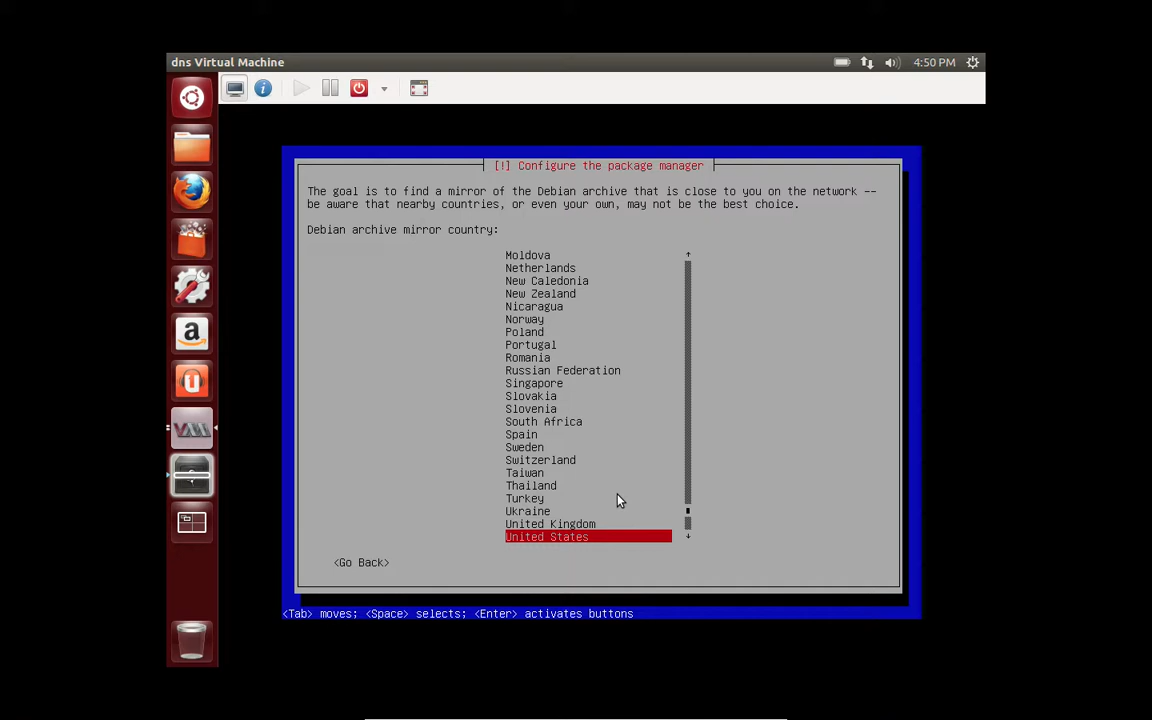 dns Virtual Machine
4:50 PM
[!] Configure the package manager
The goal is to find a mirror of the Debian archive that is close to you on the network --
be aware that nearby countries, or even your own, may not be the best choice.
Debian archive mirror country:
Moldova
Netherlands
New Caledonia
New Zealand
Nicaragua
Norway
Poland
Portugal
Romania
Russian Federation
Singapore
Slovakia
Slovenia
South Africa
Spain
Sweden
Switzerland
Taiwan
Thailand
Turkey
Ukraine
United Kingdom
United States
<Go Back>
<Tab> moves; <Space> selects; <Enter> activates buttons